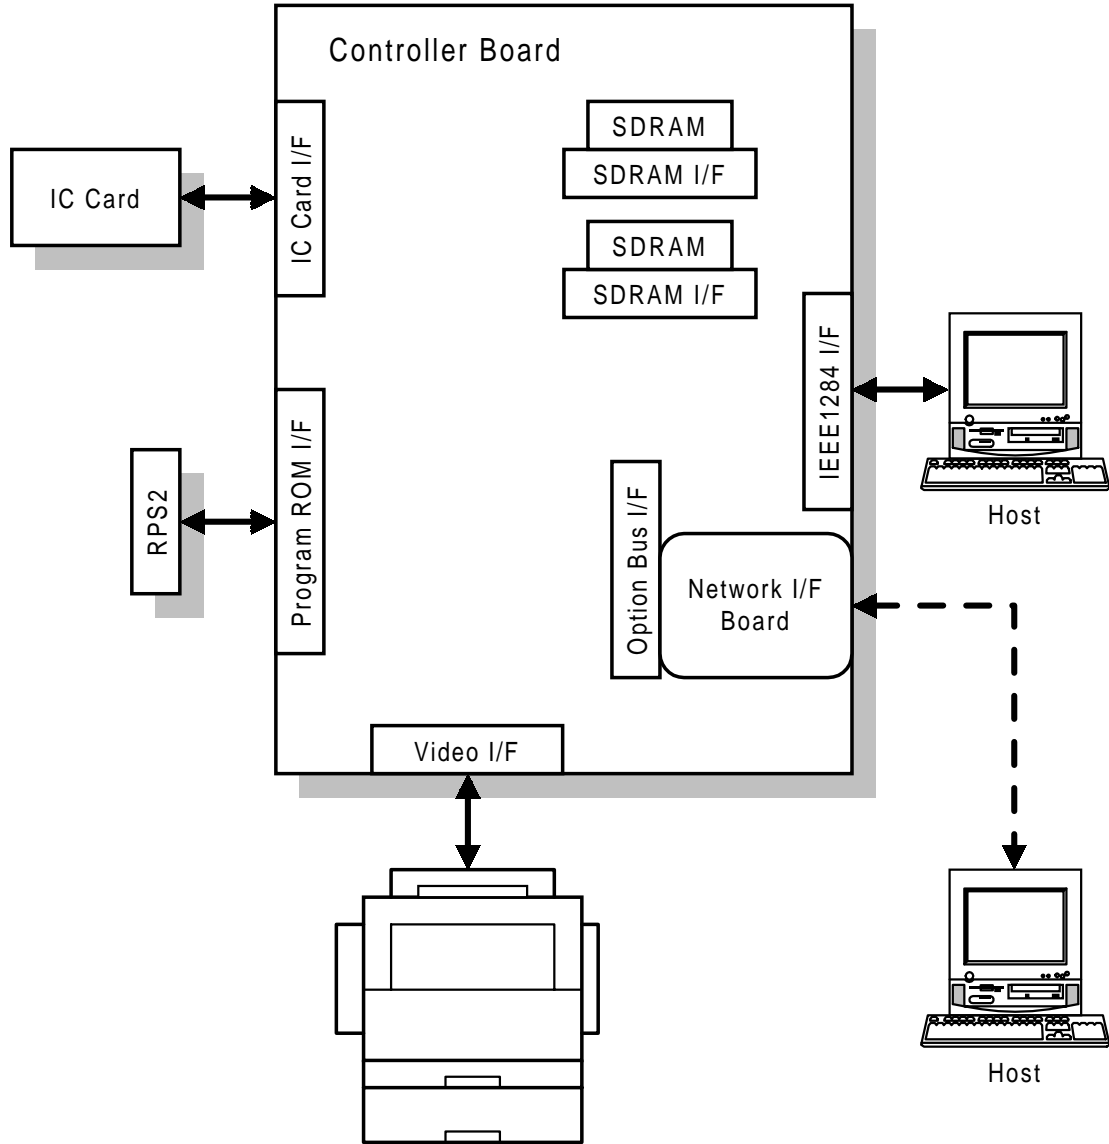 Controller Board
SDRAM
SDRAM I/F
IC Card
IC Card I/F
SDRAM
SDRAM I/F
IEEE1284 I/F
Host
RPS2
Program ROM I/F
Option Bus I/F
Network I/F
Board
Video I/F
Host